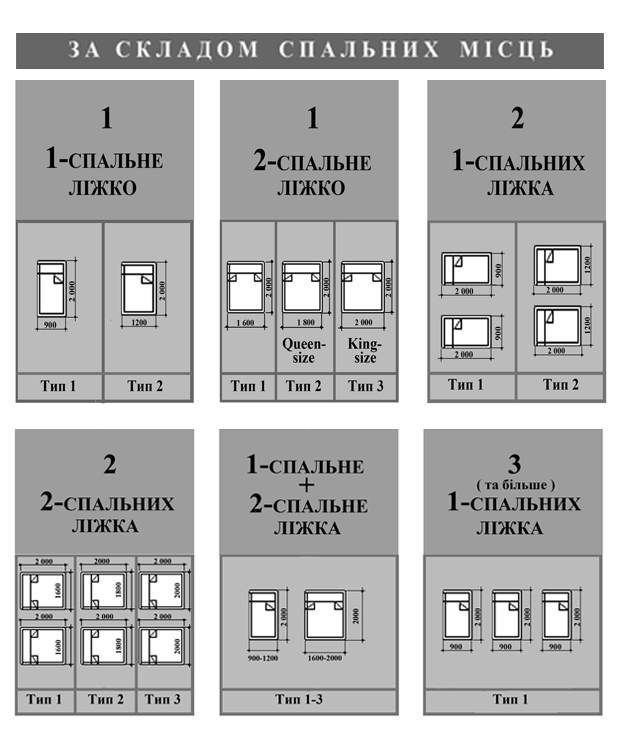 ЗА СКЛАДОМ СПАЛЬНИХ МІСЦЬ
1
1-СПАЛЬНЕ
ЛІЖКО
2 000
2 000
900
1200
Тип 1
Тип 2
1
2-СПАЛЬНЕ
ЛІЖКО
2 000
2 000
2 000
1 600
1 800
2 000
Queen-
size
King-
size
Тип 1
Тип 2
Тип 3
2
1-СПАЛЬНИХ
ЛІЖКА
900
2 000
900
2 000
1200
2 000
1200
2 000
Тип 1
Тип 2
2
2-СПАЛЬНИХ
ЛІЖКА
2 000
2000
2 000
1600
1800
2000
2 000
2 000
2 000
1600
1800
2000
Тип 1
Тип 2
Тип 3
1-СПАЛЬНЕ
+
2-СПАЛЬНЕ
ЛІЖКА
2 000
2000
900-1200
1600-2000
Тип 1-3
3
( та більше )
1-СПАЛЬНИХ
ЛІЖКА
2 000
2 000
2 000
900
900
900
Тип 1